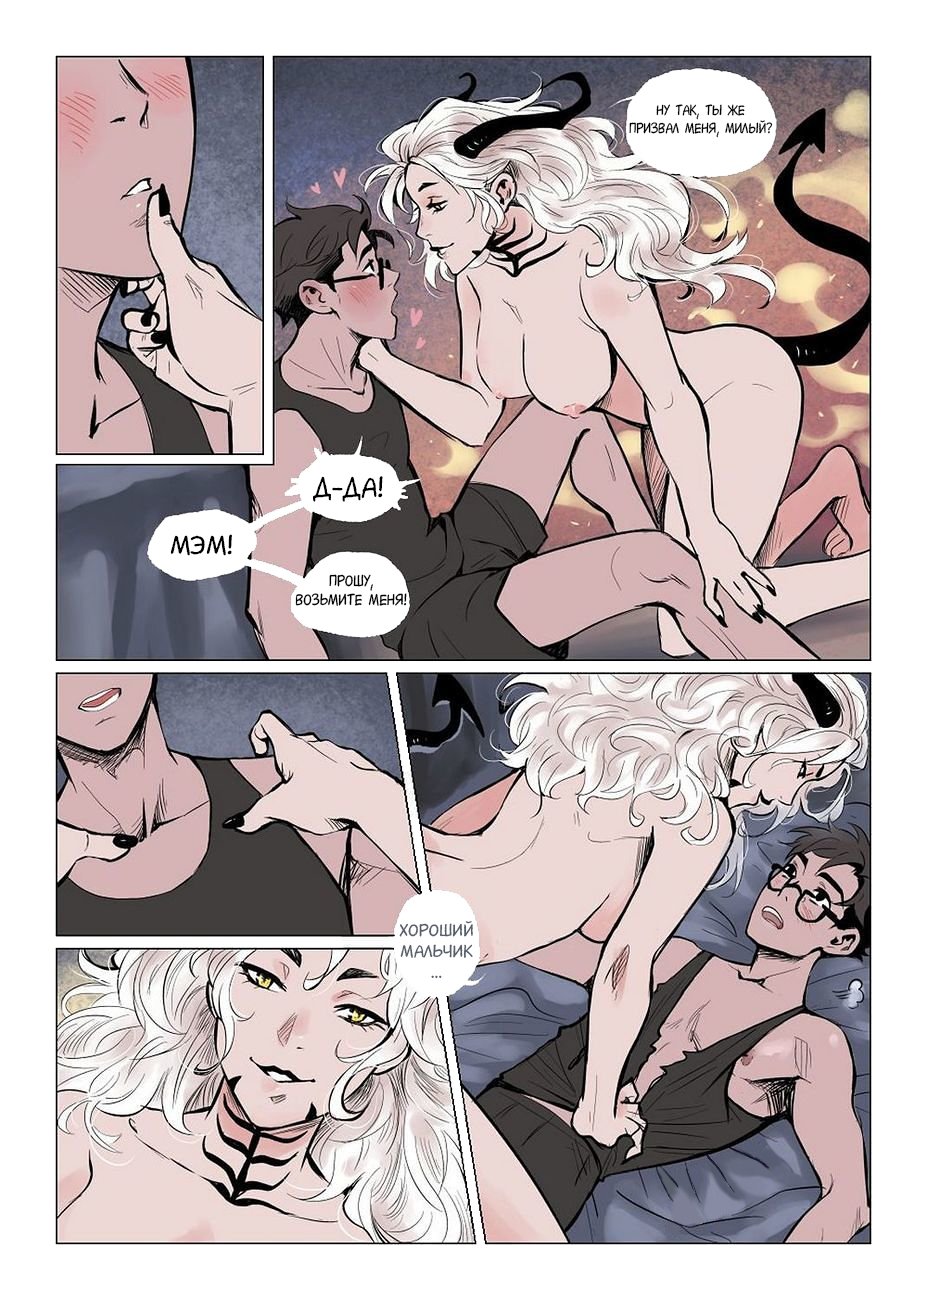 НУ ТАК, ТЫ ЖЕ
ПРИЗВАЛ МЕНЯ, МИЛЫЙ?
Д-ДА!
МЭМ!
ПРОШУ,
ВОЗЬМИТЕ МЕНЯ!
ХОРОШИЙ
МАЛЬЧИК
...